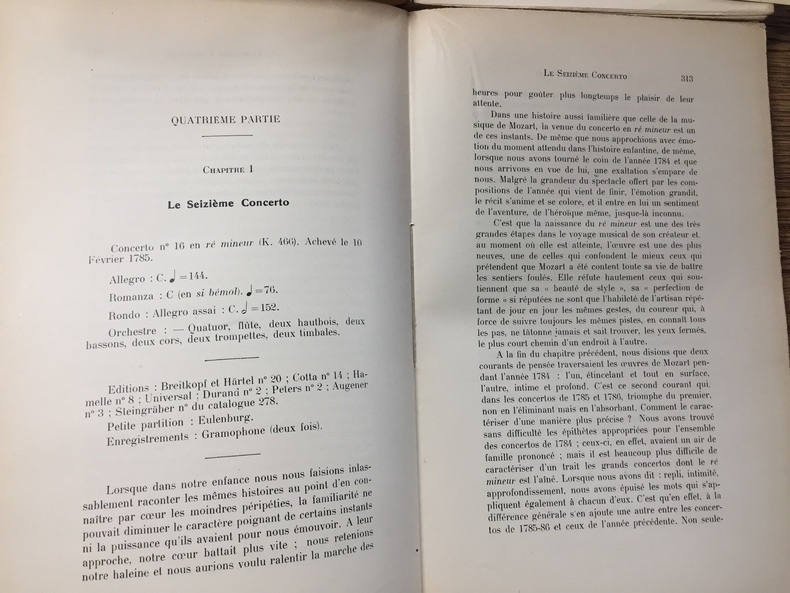 QUATRIEME PARTIE
CHAPITRE I
Le Seizième Concerto
Concerto n° 16 en ré mineur (K. 466). Achevé le 10
Février 1785.
Allegro : C. ♩ =144.
Romanza : C (en si bémol). ♩ =76.
Rondo : Allegro assai : C. 𝅗𝅥 =152.
Orchestre : — Quatuor, flûte, deux hautbois, deux
bassons, deux cors, deux trompettes, deux timbales.
Editions : Breitkopf et Härtel n° 20 ; Cotta n° 14 ; Ha-
melle n° 8 ; Universal ; Durand n° 2 ; Peters n° 2 ; Augener
n° 3 ; Steingräber n° du catalogue 278.
Petite partition : Eulenburg.
Enregistrements : Gramophone (deux fois).
Lorsque dans notre enfance nous nous faisions inlas-
sablement raconter les mêmes histoires au point d'en con-
naître par cœur les moindres péripéties, la familiarité ne
pouvait diminuer le caractère poignant de certains instants
ni la puissance qu'ils avaient pour nous émouvoir. A leur
approche, notre cœur battait plus vite ; nous retenions
notre haleine et nous aurions voulu ralentir la marche des
LE SEIZIÈME CONCERTO 313
heures pour goûter plus longtemps le plaisir de leur
attente.
Dans une histoire aussi familière que celle de la mu-
sique de Mozart, la venue du concerto en ré mineur est un
de ces instants. De même que nous approchions avec émo-
tion du moment attendu dans l'histoire enfantine, de même,
lorsque nous avons tourné le coin de l'année 1784 et que
nous arrivons en vue de lui, une exaltation s'empare de
nous. Malgré la grandeur du spectacle offert par les com-
positions de l'année qui vient de finir, l'émotion grandit,
le récit s'anime et se colore, et il entre en lui un sentiment
de l'aventure, de l'héroïque même, jusque-là inconnu.
C'est que la naissance du ré mineur est une des très
grandes étapes dans le voyage musical de son créateur et.
au moment où elle est atteinte, l'œuvre est une des plus
neuves, une de celles qui confondent le mieux ceux qui
prétendent que Mozart a été content toute sa vie de battre
les sentiers foulés. Elle réfute hautement ceux qui sou-
tiennent que sa « beauté de style », sa « perfection de
forme » si réputées ne sont que l'habileté de l'artisan répé-
tant de jour en jour les mêmes gestes, du coureur qui, à
force de suivre toujours les mêmes pistes, en connaît tous
les pas, ne tâtonne jamais et sait trouver, les yeux fermés,
le plus court chemin d'un endroit à l'autre.
A la fin du chapitre précédent, nous disions que deux
courants de pensée traversaient les œuvres de Mozart pen-
dant l'année 1784 : l'un, étincelant et tout en surface,
l'autre, intime et profond. C'est ce second courant qui,
dans les concertos de 1785 et 1786, triomphe du premier,
non en l'éliminant mais en l'absorbant. Comment le carac-
tériser d'une manière plus précise ? Nous avons trouvé
sans difficulté les épithètes appropriées pour l'ensemble
des concertos de 1784 ; ceux-ci, en effet, avaient un air de
famille prononcé ; mais il est beaucoup plus difficile de
caractériser d'un trait les grands concertos dont le ré
mineur est l'aîné. Lorsque nous avons dit : repli, intimité,
approfondissement, nous avons épuisé les mots qui s'ap-
pliquent également à chacun d'eux. C'est qu'en effet, à la
différence générale s'en ajoute une autre entre les concer-
tos de 1785-86 et ceux de l'année précédente. Non seule-